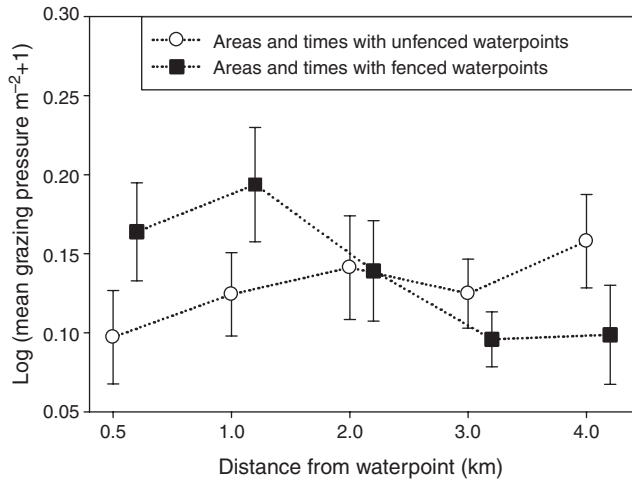 0.30
0.25
0.20
0.15
0.10
0.05
Log (mean grazing pressure m⁻²+1)
Areas and times with unfenced waterpoints
Areas and times with fenced waterpoints
0.5 1.0 2.0 3.0 4.0
Distance from waterpoint (km)